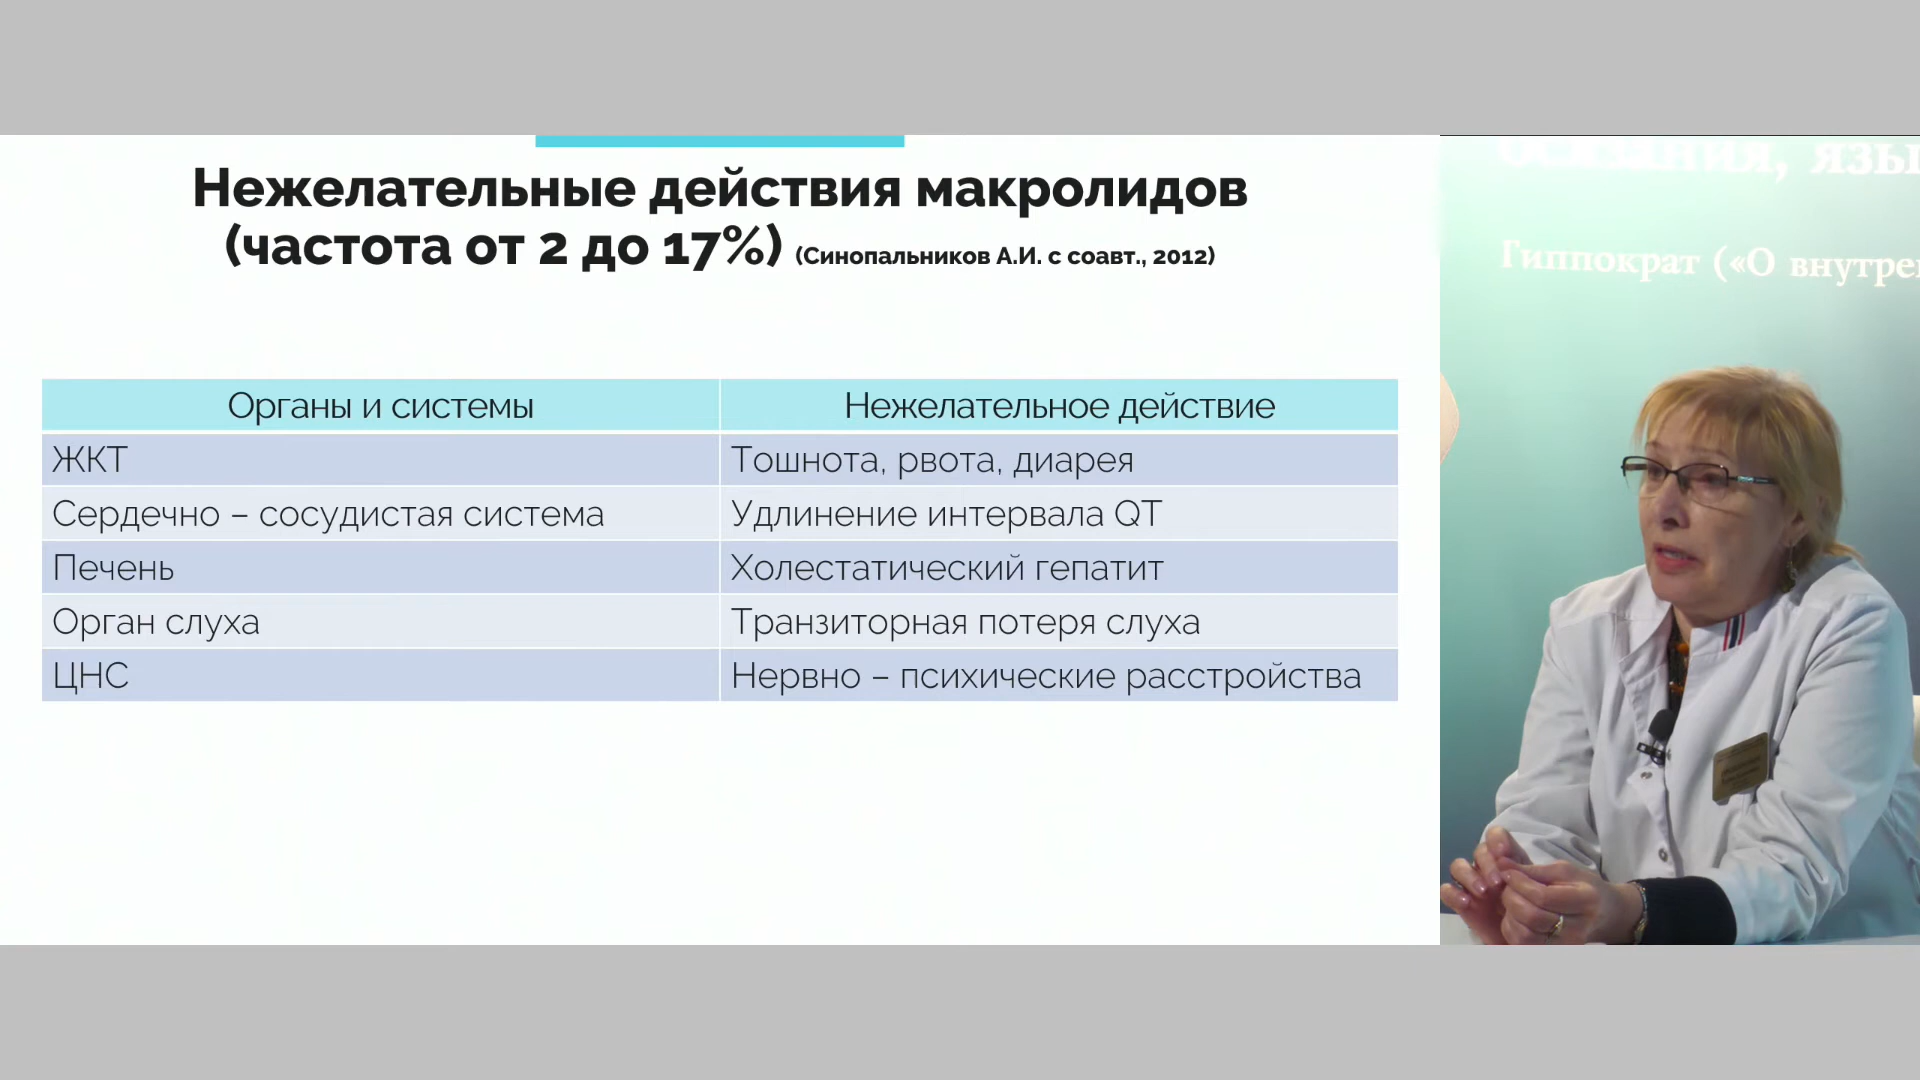 Нежелательные действия макролидов
(частота от 2 до 17%) (Синопальников А.И. с соавт., 2012)
Органы и системы Нежелательное действие
ЖКТ Тошнота, рвота, диарея
Сердечно – сосудистая система Удлинение интервала QT
Печень Холестатический гепатит
Орган слуха Транзиторная потеря слуха
ЦНС Нервно – психические расстройства
Гиппократ («О